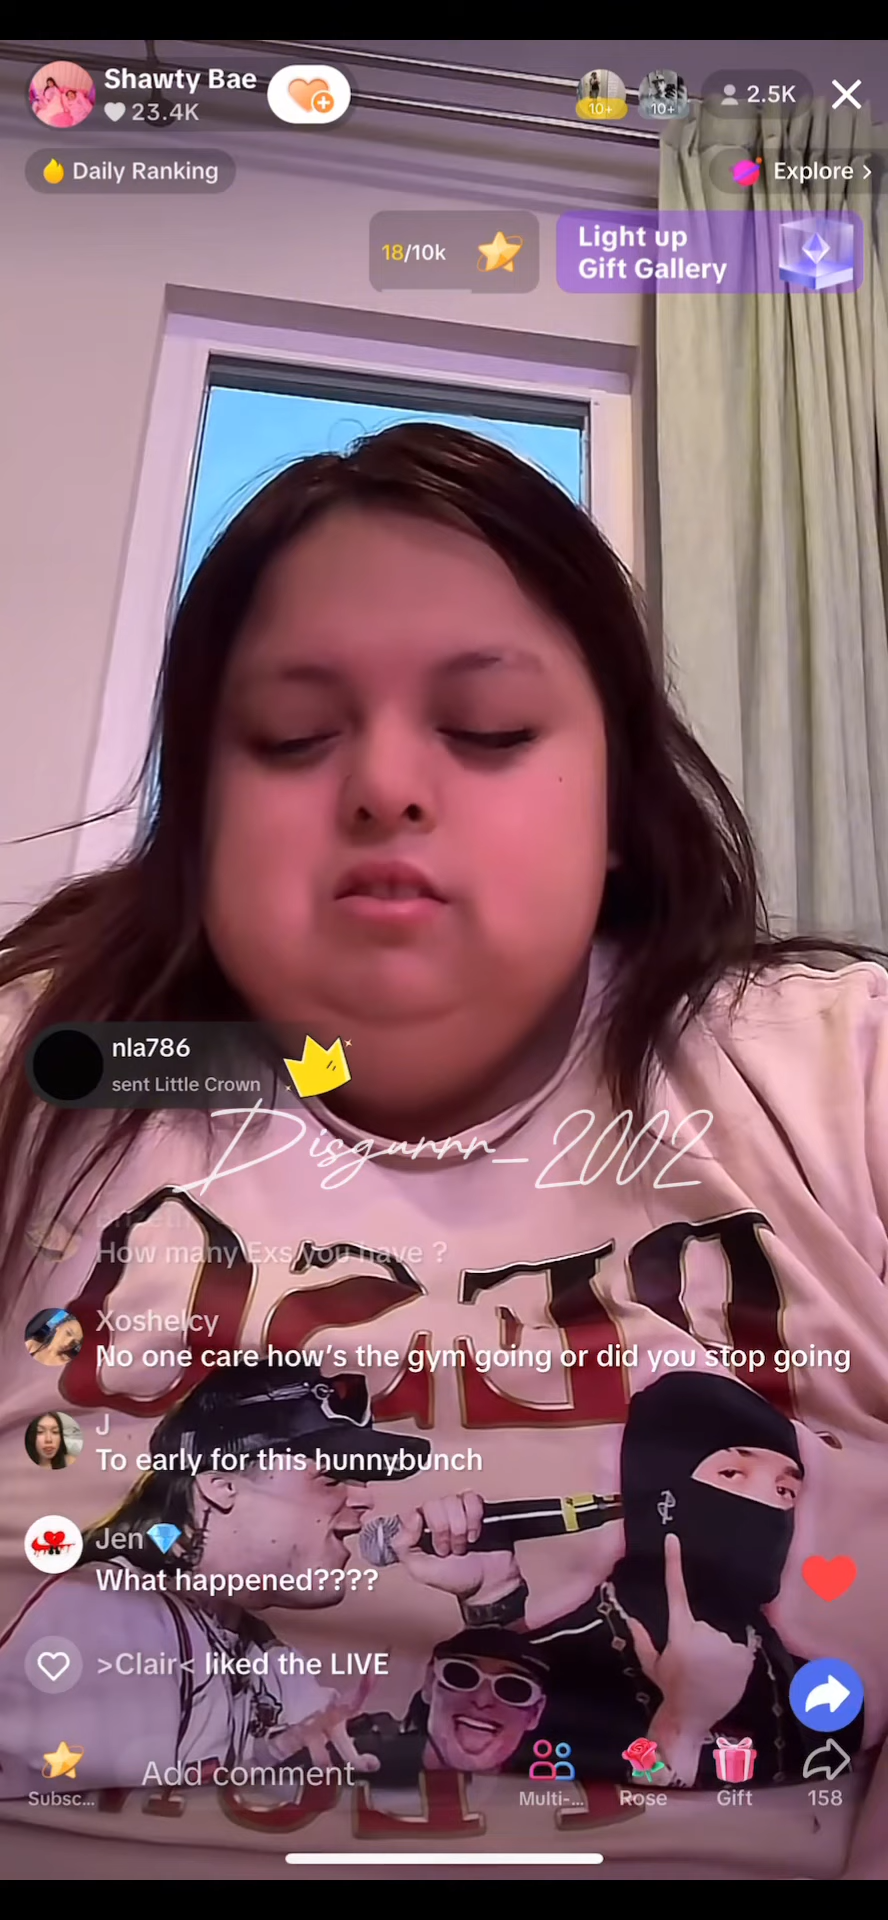 Shawty Bae
23.4K
10+
10+
2.5K
Daily Ranking
Explore >
18/10k
Light up
Gift Gallery
nla786
sent Little Crown
Disgurrr_2002
How many Exs you have ?
Xoshelcy
No one care how's the gym going or did you stop going
J
To early for this hunnybunch
Jen💎
What happened????
>Clair< liked the LIVE
Subsc...
Add comment
Multi-...
Rose
Gift
158